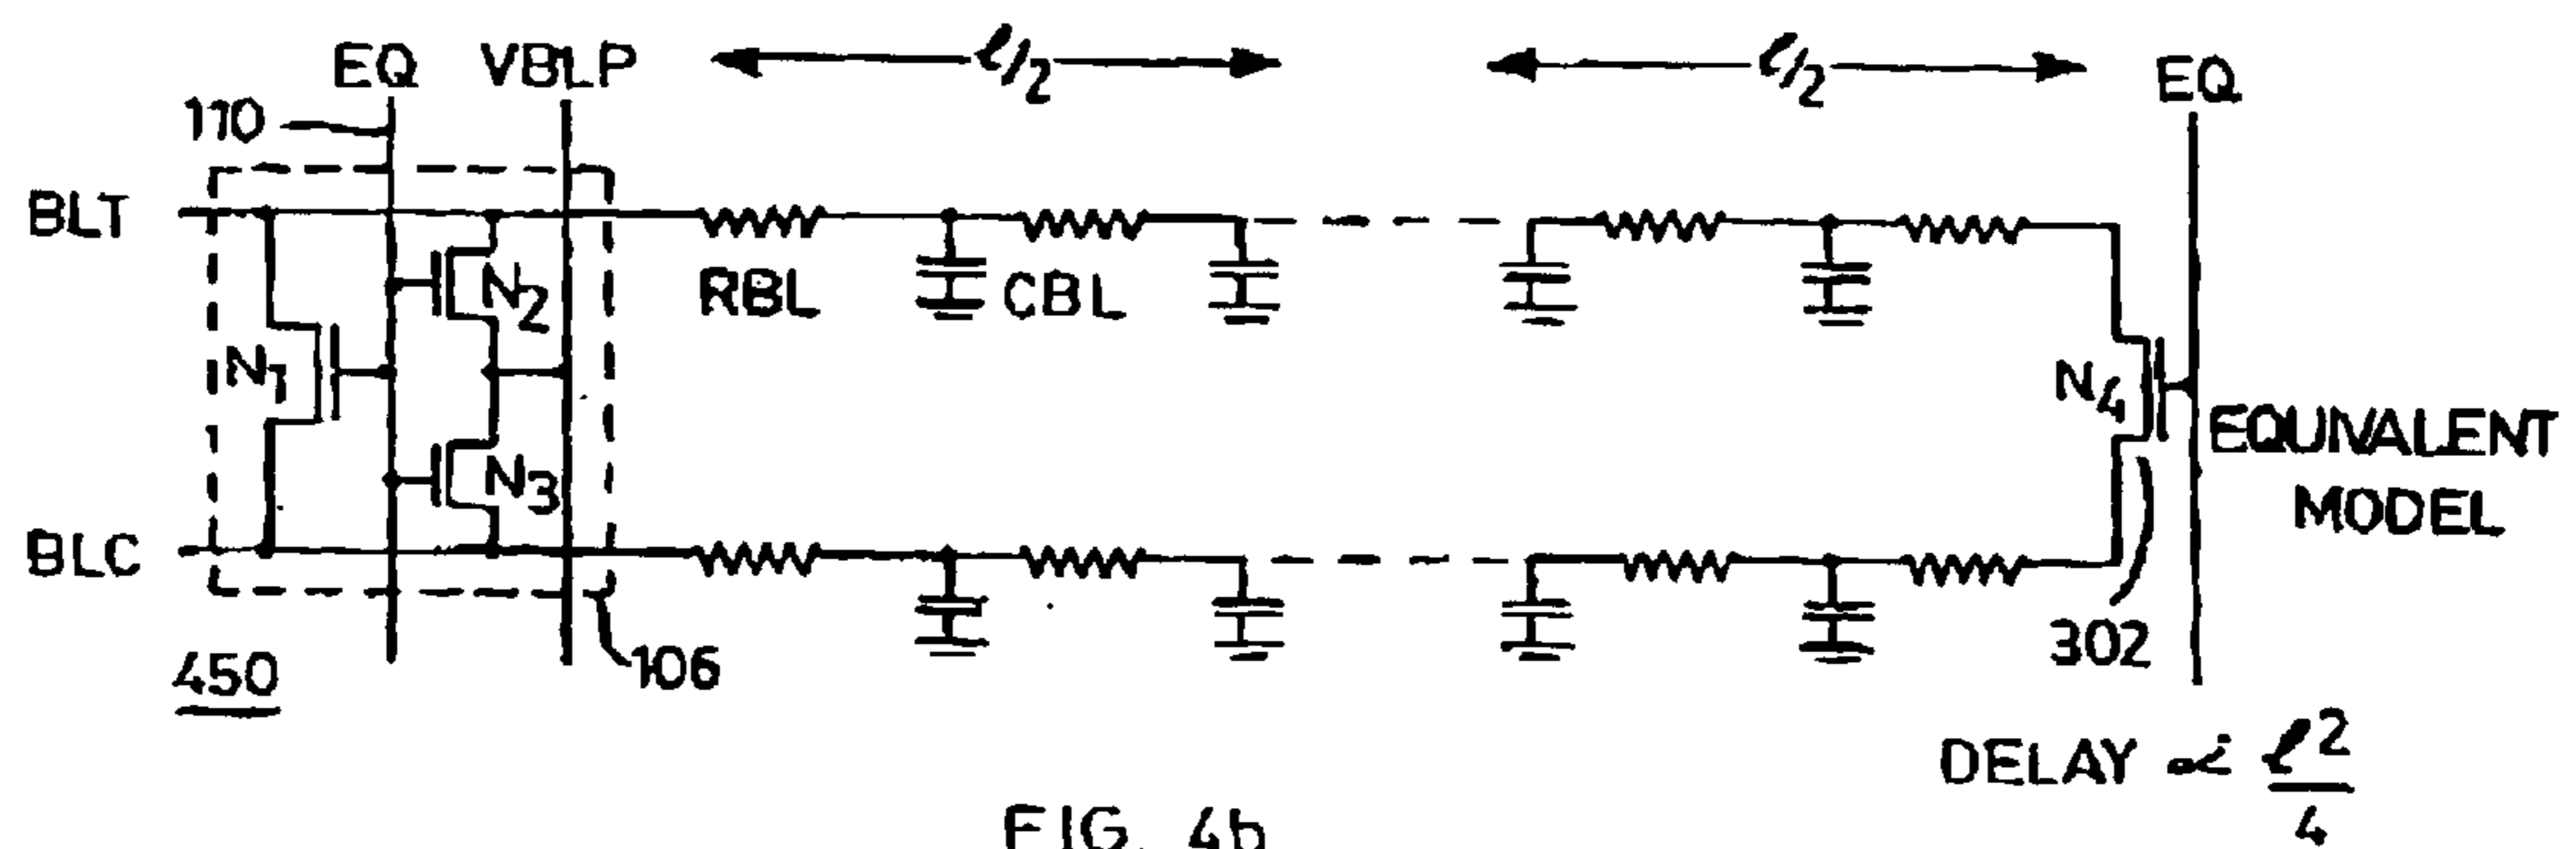 EQ VBLP ℓ/2 ℓ/2 EQ
110
BLT
RBL CBL
N2
N1
N4
N3
EQUIVALENT
MODEL
BLC
450
106
302
DELAY ∝ ℓ²/4
FIG. 4b